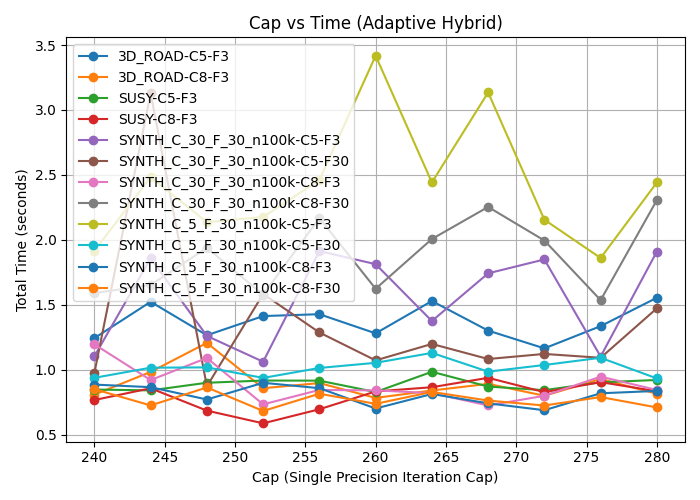 Cap vs Time (Adaptive Hybrid)
3.5
3.0
2.5
2.0
1.5
1.0
0.5
Total Time (seconds)
3D_ROAD-C5-F3
3D_ROAD-C8-F3
SUSY-C5-F3
SUSY-C8-F3
SYNTH_C_30_F_30_n100k-C5-F3
SYNTH_C_30_F_30_n100k-C5-F30
SYNTH_C_30_F_30_n100k-C8-F3
SYNTH_C_30_F_30_n100k-C8-F30
SYNTH_C_5_F_30_n100k-C5-F3
SYNTH_C_5_F_30_n100k-C5-F30
SYNTH_C_5_F_30_n100k-C8-F3
SYNTH_C_5_F_30_n100k-C8-F30
240 245 250 255 260 265 270 275 280
Cap (Single Precision Iteration Cap)